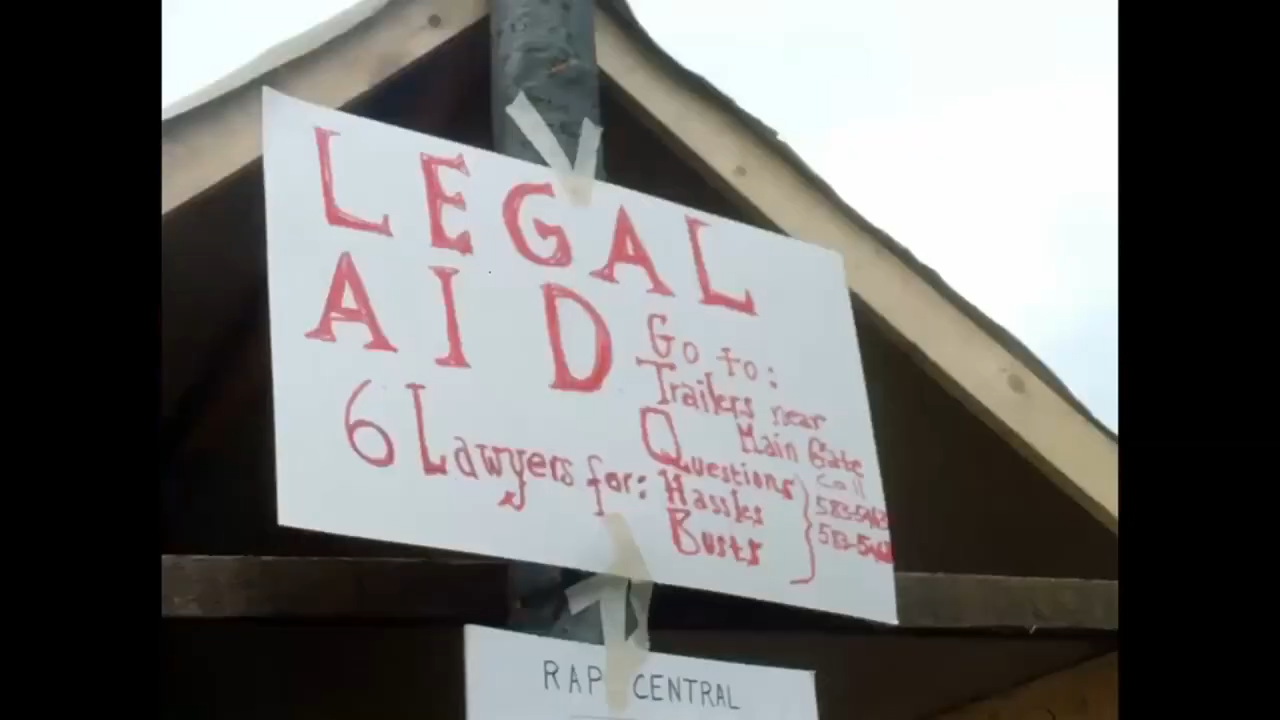 LEGAL
AID
Go to:
Trailers near
Main Gate
6 Lawyers for:
Questions
Hassles
Busts
Call
RAP CENTRAL